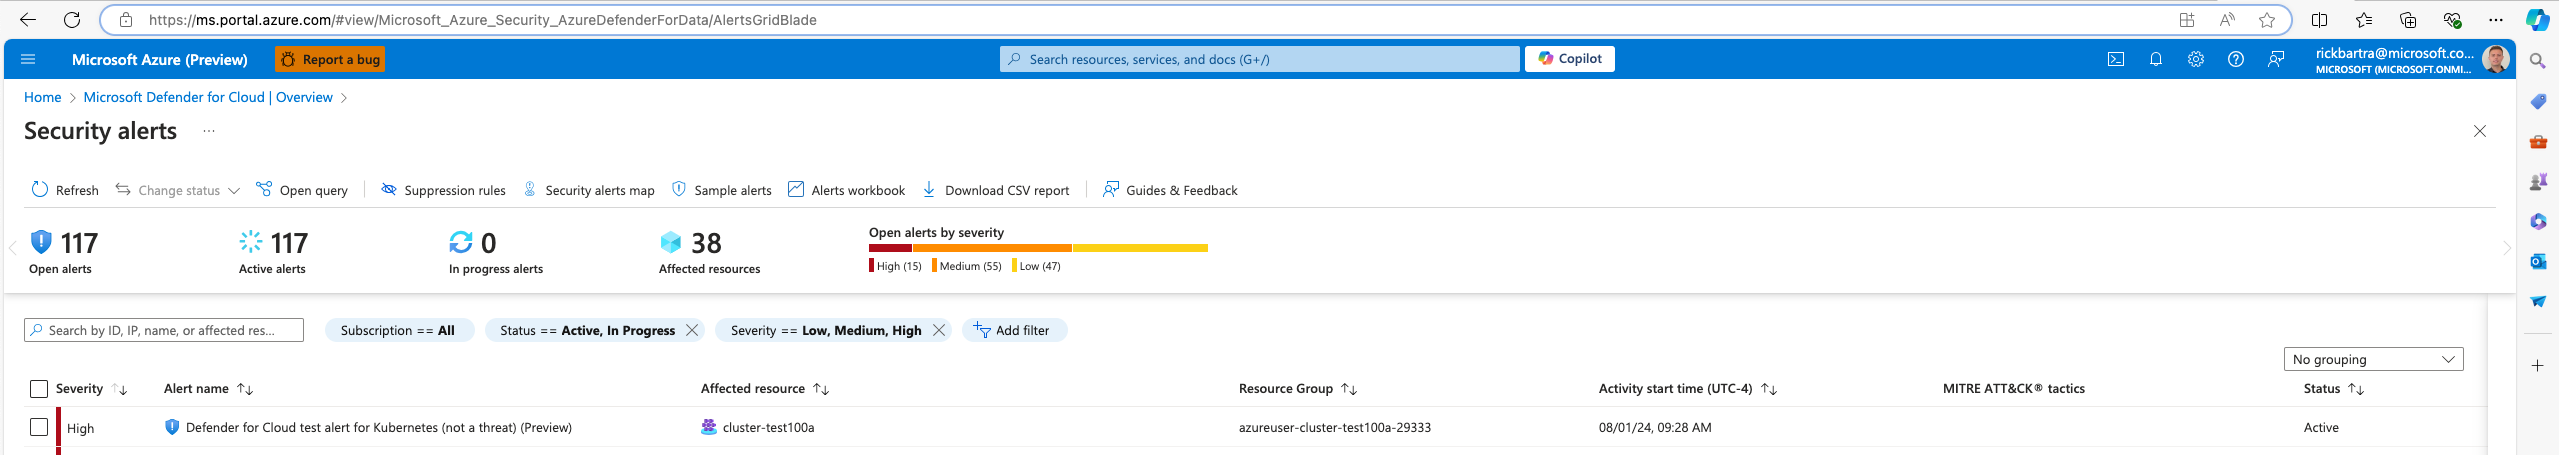 https://ms.portal.azure.com/#view/Microsoft_Azure_Security_AzureDefenderForData/AlertsGridBlade
Microsoft Azure (Preview)
Report a bug
Search resources, services, and docs (G+/)
Copilot
rickbartra@microsoft.co...
MICROSOFT (MICROSOFT.ONMI...
Home > Microsoft Defender for Cloud | Overview >
Security alerts ...
Refresh Change status Open query Suppression rules Security alerts map Sample alerts Alerts workbook Download CSV report Guides & Feedback
117
Open alerts
117
Active alerts
0
In progress alerts
38
Affected resources
Open alerts by severity
High (15) Medium (55) Low (47)
Search by ID, IP, name, or affected res...
Subscription == All
Status == Active, In Progress
Severity == Low, Medium, High
Add filter
No grouping
Severity Alert name Affected resource Resource Group Activity start time (UTC-4) MITRE ATT&CK® tactics Status
High Defender for Cloud test alert for Kubernetes (not a threat) (Preview) cluster-test100a azureuser-cluster-test100a-29333 08/01/24, 09:28 AM Active